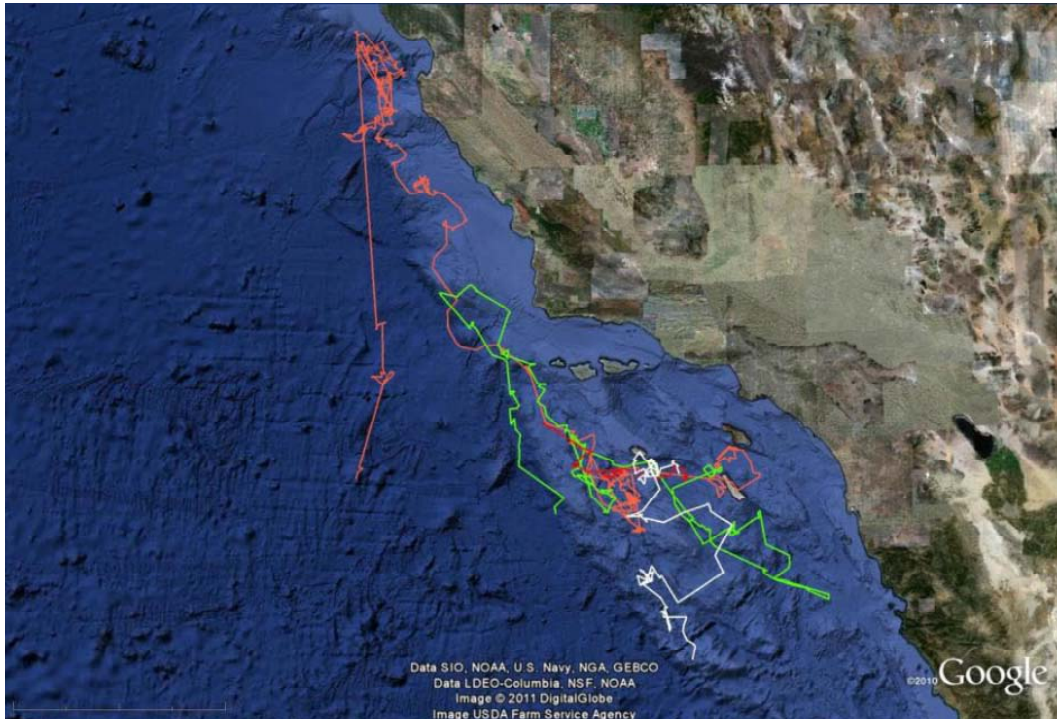 Data SIO, NOAA, U.S. Navy, NGA, GEBCO
Data LDEO-Columbia, NSF, NOAA
Image © 2011 DigitalGlobe
Image USDA Farm Service Agency
©2010 Google